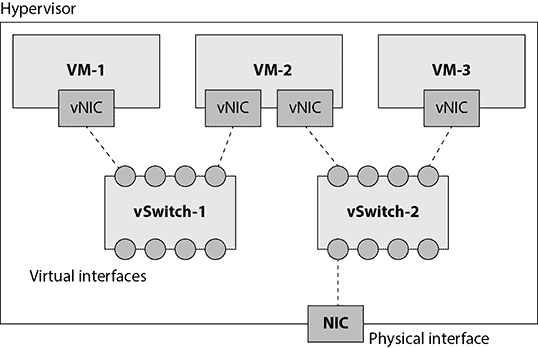 Hypervisor
VM-1
VM-2
VM-3
vNIC
vNIC
vNIC
vNIC
vSwitch-1
vSwitch-2
Virtual interfaces
NIC
Physical interface